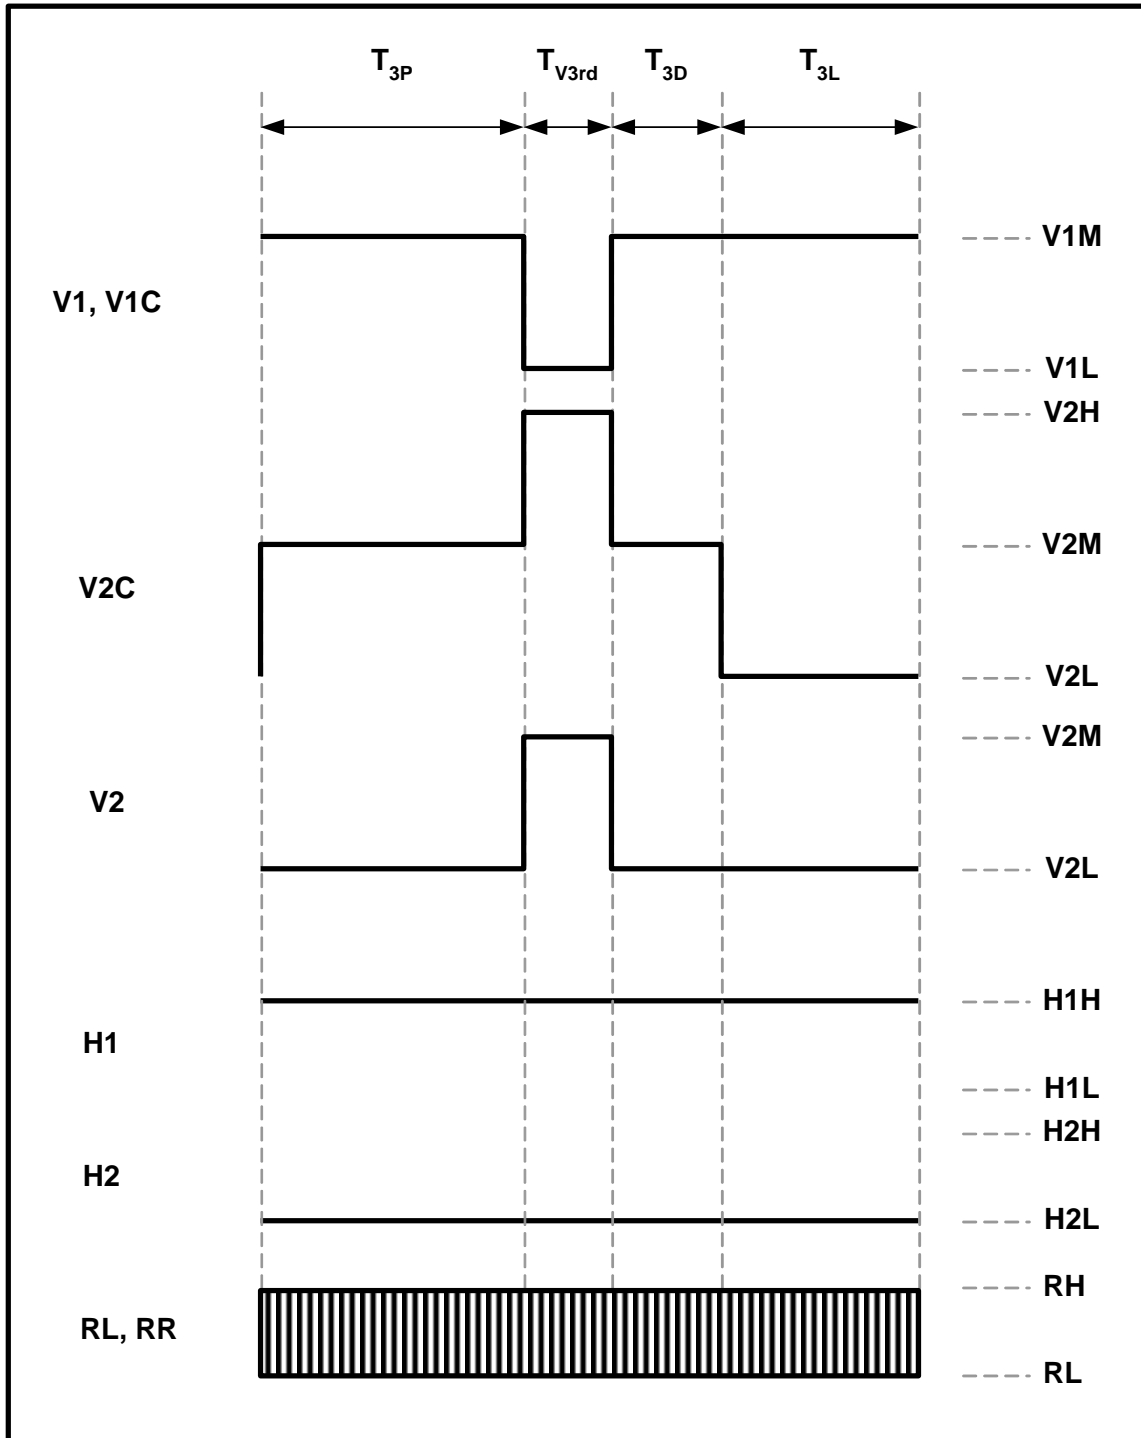 T3P TV3rd T3D T3L
V1M
V1, V1C
V1L
V2H
V2M
V2C
V2L
V2M
V2
V2L
H1H
H1
H1L
H2H
H2
H2L
RH
RL, RR
RL